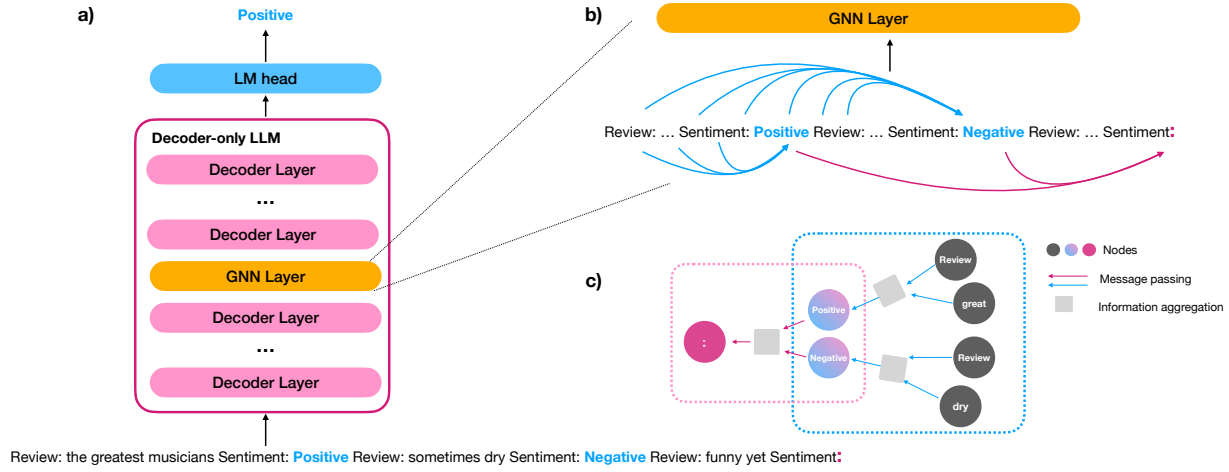 a)
Positive
LM head
Decoder-only LLM
Decoder Layer
...
Decoder Layer
GNN Layer
Decoder Layer
...
Decoder Layer
Review: the greatest musicians Sentiment: Positive Review: sometimes dry Sentiment: Negative Review: funny yet Sentiment:
b)
GNN Layer
Review: ... Sentiment: Positive Review: ... Sentiment: Negative Review: ... Sentiment:
c)
Review
great
Positive
:
Negative
Review
dry
Nodes
Message passing
Information aggregation